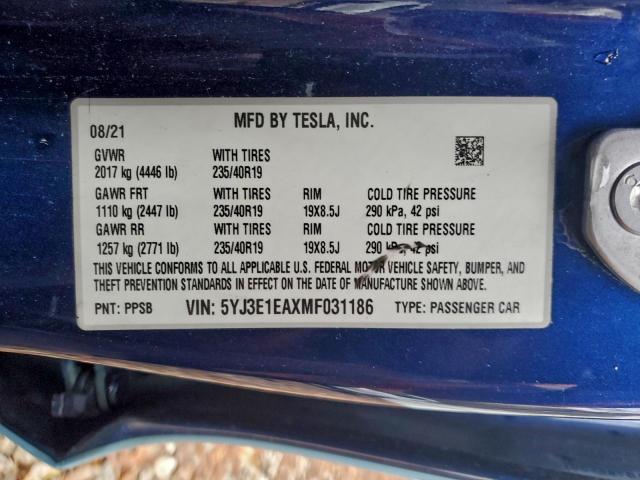 MFD BY TESLA, INC.
08/21
GVWR WITH TIRES
2017 kg (4446 lb) 235/40R19
GAWR FRT WITH TIRES RIM COLD TIRE PRESSURE
1110 kg (2447 lb) 235/40R19 19X8.5J 290 kPa, 42 psi
GAWR RR WITH TIRES RIM COLD TIRE PRESSURE
1257 kg (2771 lb) 235/40R19 19X8.5J 290 kPa, 42 psi
THIS VEHICLE CONFORMS TO ALL APPLICABLE U.S. FEDERAL MOTOR VEHICLE SAFETY, BUMPER, AND
THEFT PREVENTION STANDARDS IN EFFECT ON THE DATE OF MANUFACTURE SHOWN ABOVE.
PNT: PPSB VIN: 5YJ3E1EAXMF031186 TYPE: PASSENGER CAR